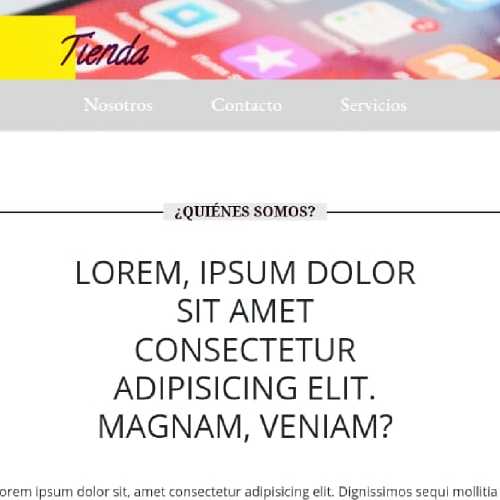 Tienda
Nosotros Contacto Servicios
¿QUIÉNES SOMOS?
LOREM, IPSUM DOLOR
SIT AMET
CONSECTETUR
ADIPISICING ELIT.
MAGNAM, VENIAM?
orem ipsum dolor sit, amet consectetur adipisicing elit. Dignissimos sequi mollitia